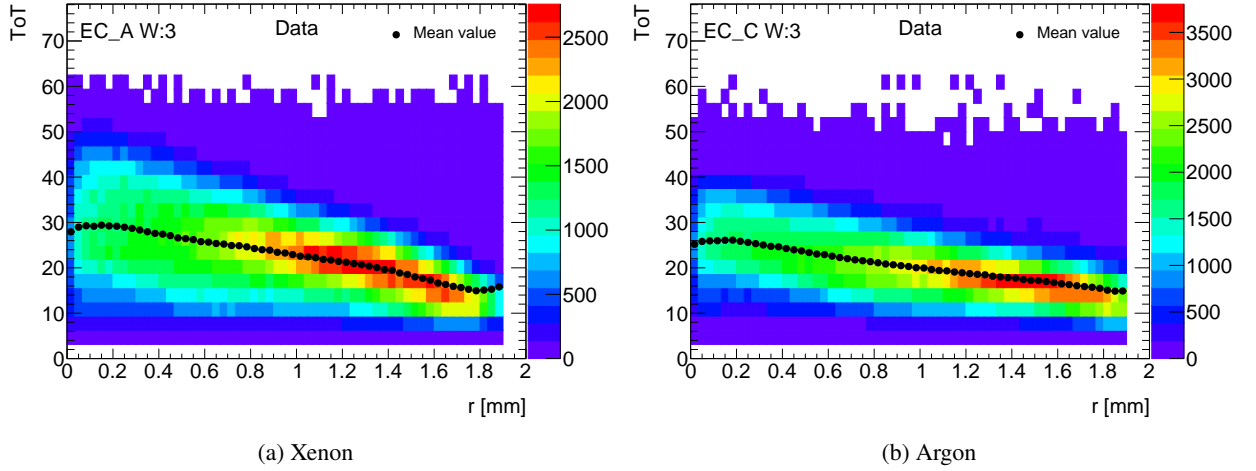 ToT
EC_A W:3
Data
Mean value
70
60
50
40
30
20
10
0
0 0.2 0.4 0.6 0.8 1 1.2 1.4 1.6 1.8 2
r [mm]
2500
2000
1500
1000
500
0
(a) Xenon
ToT
EC_C W:3
Data
Mean value
70
60
50
40
30
20
10
0
0 0.2 0.4 0.6 0.8 1 1.2 1.4 1.6 1.8 2
r [mm]
3500
3000
2500
2000
1500
1000
500
0
(b) Argon